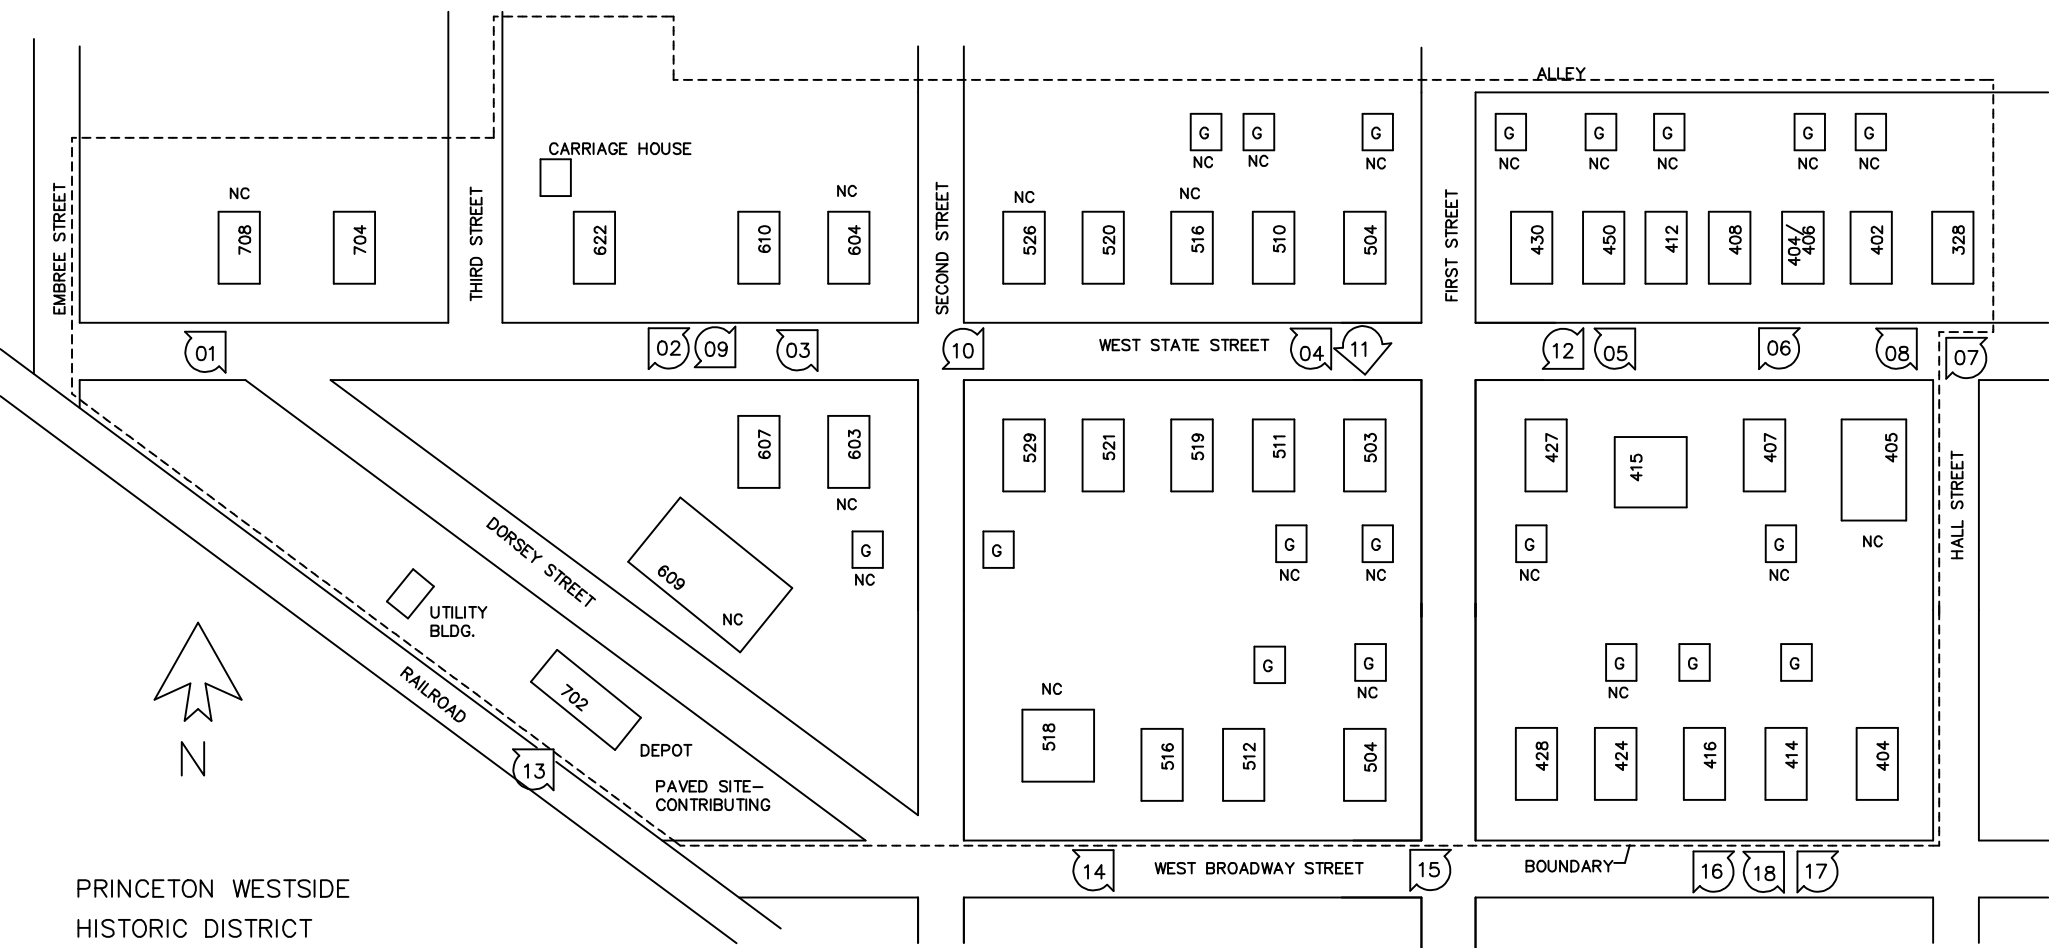 ALLEY
G G G G G G G G
NC NC NC NC NC NC NC NC
CARRIAGE HOUSE
NC NC NC NC
EMBREE STREET
THIRD STREET
SECOND STREET
FIRST STREET
708 704 622 610 604 526 520 516 510 504 430 450 412 408 404/ 406 402 328
01 02 09 03 10 WEST STATE STREET 04 11 12 05 06 08 07
607 603 529 521 519 511 503 427 415 407 405
NC
HALL STREET
DORSEY STREET
G G G G G G
NC NC NC NC NC NC
609
NC
UTILITY
BLDG.
G G G G G
NC NC
RAILROAD
702
NC
518 516 512 504 428 424 416 414 404
N
DEPOT
13
PAVED SITE–
CONTRIBUTING
14 WEST BROADWAY STREET 15 BOUNDARY 16 18 17
PRINCETON WESTSIDE
HISTORIC DISTRICT